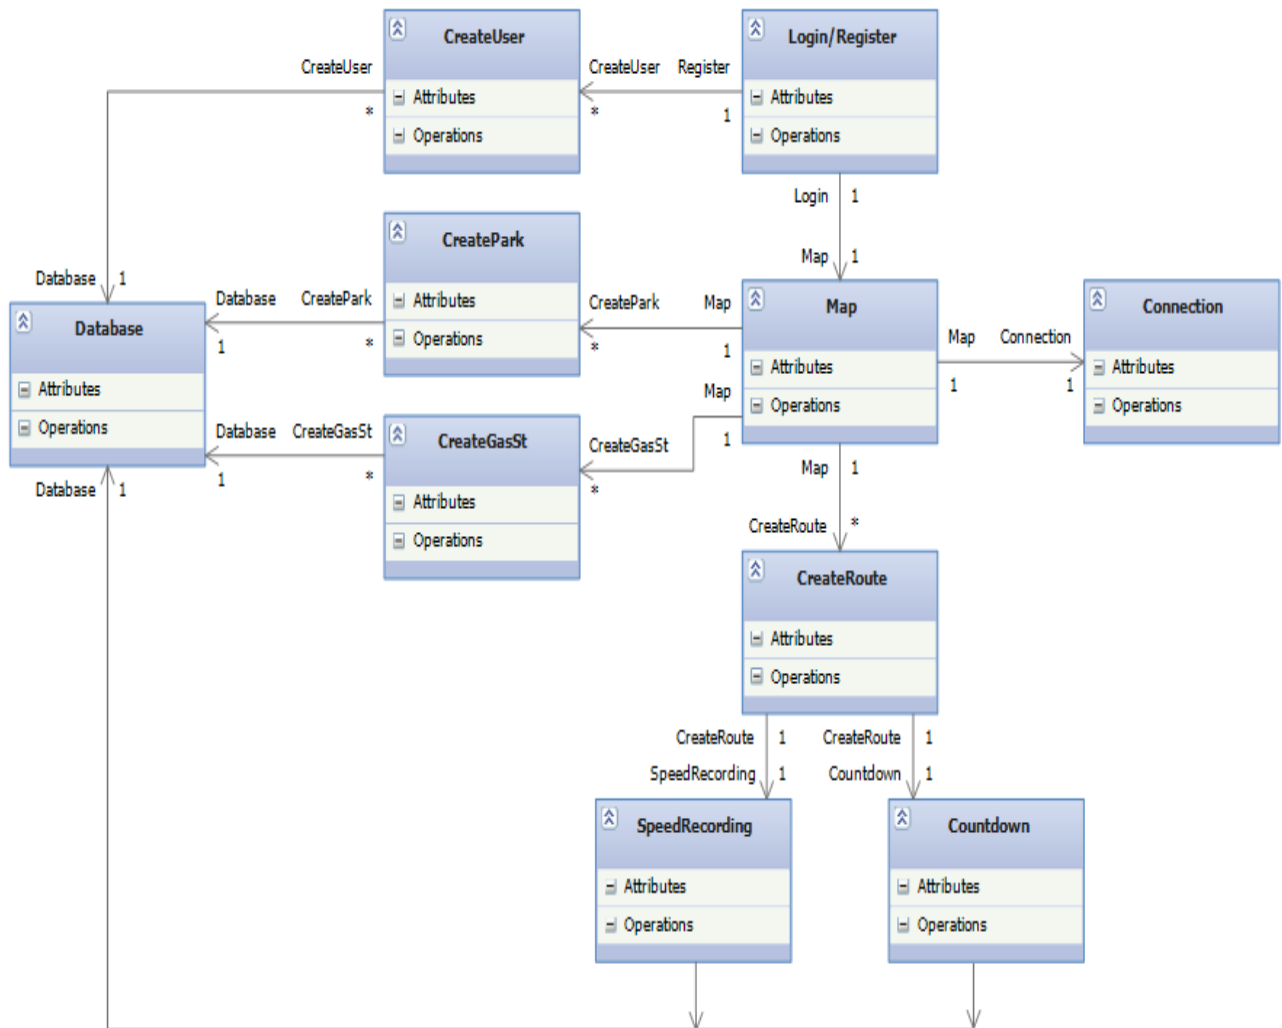 CreateUser
Attributes
Operations
Login/Register
Attributes
Operations
CreateUser
*
CreateUser Register
* 1
Login 1
Map 1
Database 1
CreatePark
Attributes
Operations
Database CreatePark
1 *
CreatePark Map
* 1
Map
Attributes
Operations
Map Connection
1 1
Connection
Attributes
Operations
Database
Attributes
Operations
Database CreateGasSt
1 *
CreateGasSt
Attributes
Operations
Map
1
CreateGasSt
*
Database 1
Map 1
CreateRoute *
CreateRoute
Attributes
Operations
CreateRoute 1
SpeedRecording 1
CreateRoute 1
Countdown 1
SpeedRecording
Attributes
Operations
Countdown
Attributes
Operations